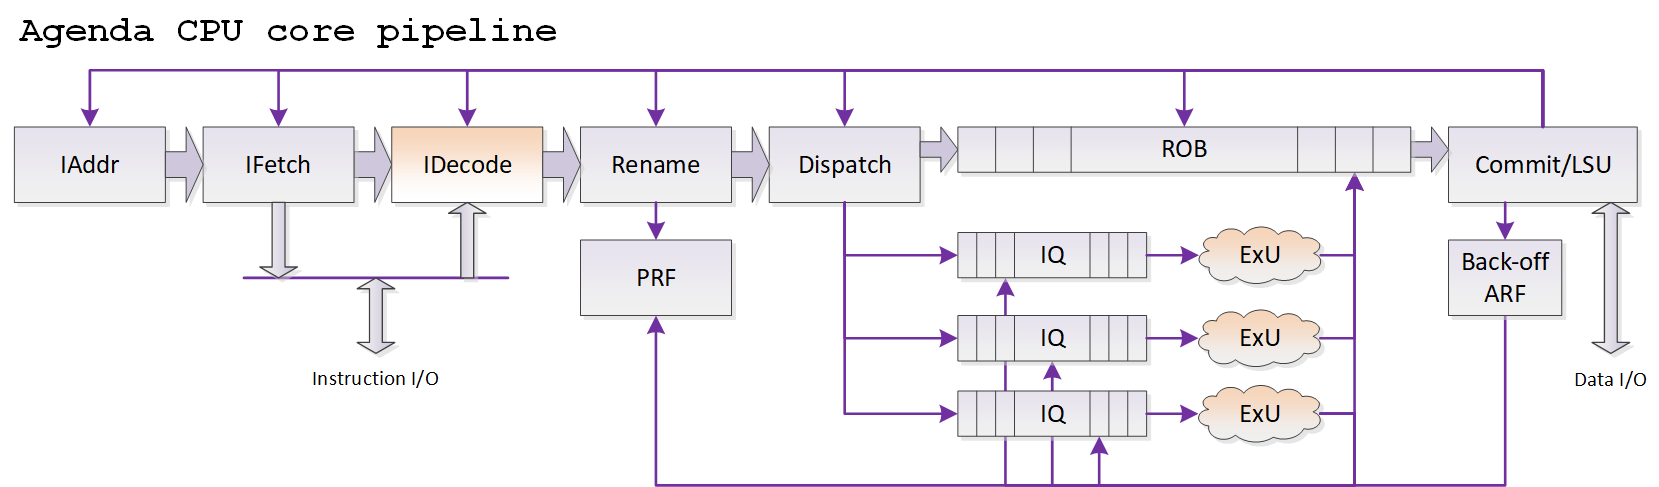 Agenda CPU core pipeline
IAddr
IFetch
IDecode
Rename
Dispatch
ROB
Commit/LSU
PRF
IQ
ExU
Back-off
ARF
IQ
ExU
Instruction I/O
Data I/O
IQ
ExU